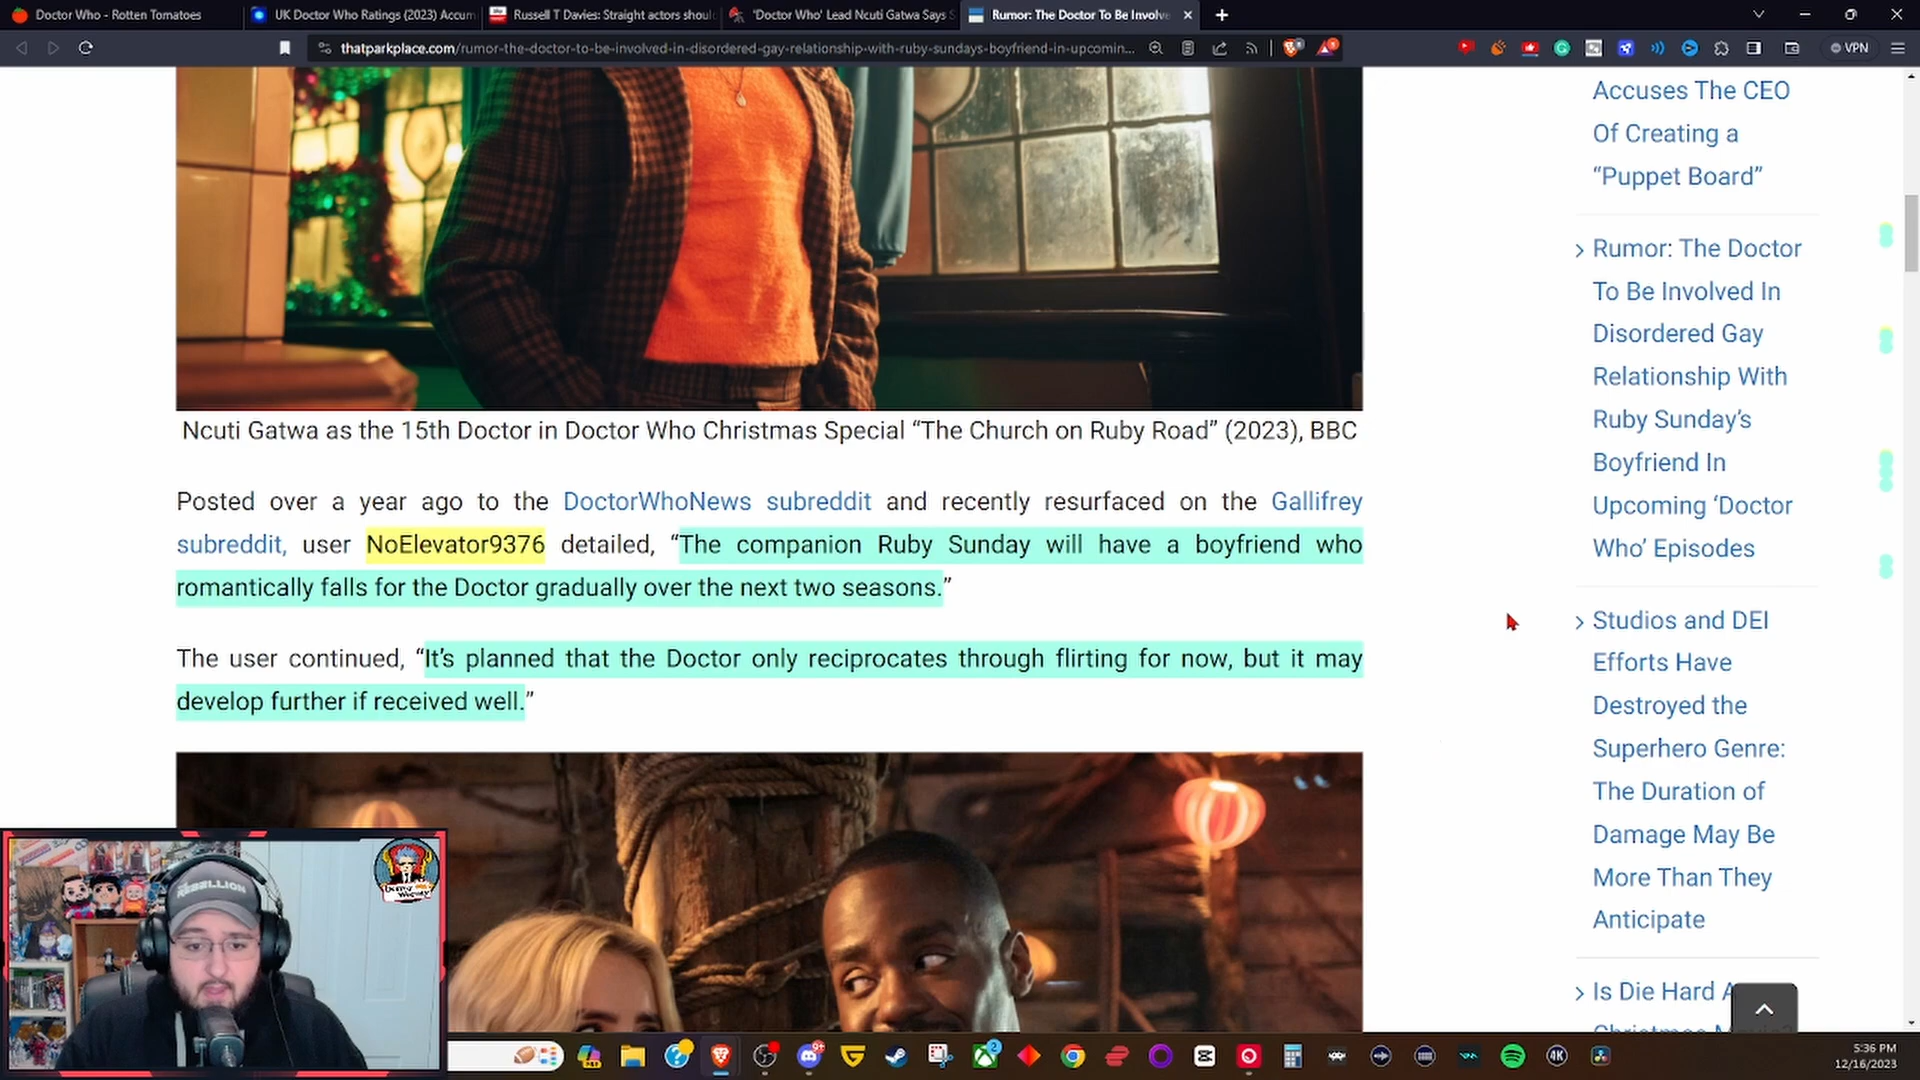 Doctor Who - Rotten Tomatoes
UK Doctor Who Ratings (2023) Accum
Russell T Davies: Straight actors shoul
'Doctor Who' Lead Ncuti Gatwa Says S
Rumor: The Doctor To Be Involve
thatparkplace.com/rumor-the-doctor-to-be-involved-in-disordered-gay-relationship-with-ruby-sundays-boyfriend-in-upcomin...
VPN
Ncuti Gatwa as the 15th Doctor in Doctor Who Christmas Special “The Church on Ruby Road” (2023), BBC
Posted over a year ago to the DoctorWhoNews subreddit and recently resurfaced on the Gallifrey
subreddit, user NoElevator9376 detailed, “The companion Ruby Sunday will have a boyfriend who
romantically falls for the Doctor gradually over the next two seasons.”
The user continued, “It’s planned that the Doctor only reciprocates through flirting for now, but it may
develop further if received well.”
Accuses The CEO
Of Creating a
“Puppet Board”
Rumor: The Doctor
To Be Involved In
Disordered Gay
Relationship With
Ruby Sunday’s
Boyfriend In
Upcoming ‘Doctor
Who’ Episodes
Studios and DEI
Efforts Have
Destroyed the
Superhero Genre:
The Duration of
Damage May Be
More Than They
Anticipate
Is Die Hard A
REBELLION
4K
5:36 PM
12/16/2023